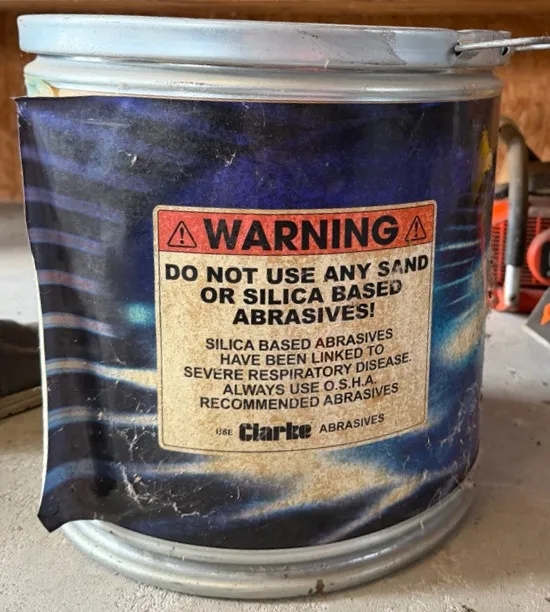 WARNING
DO NOT USE ANY SAND
OR SILICA BASED
ABRASIVES!
SILICA BASED ABRASIVES
HAVE BEEN LINKED TO
SEVERE RESPIRATORY DISEASE.
ALWAYS USE O.S.H.A.
RECOMMENDED ABRASIVES
USE Clarke ABRASIVES